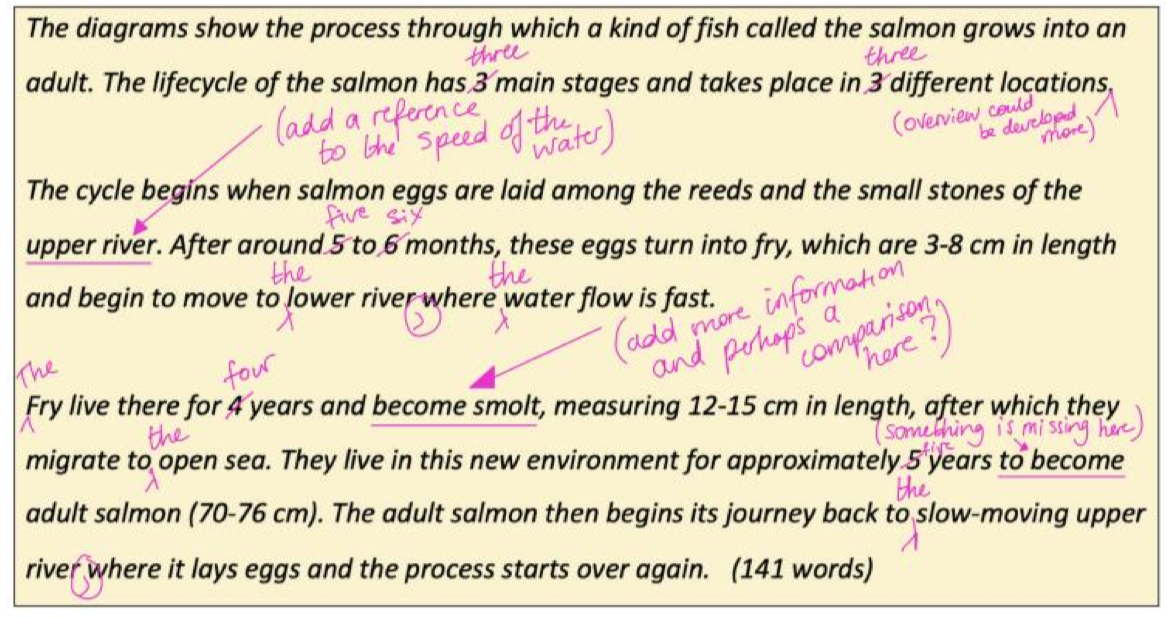 The diagrams show the process through which a kind of fish called the salmon grows into an
three three
adult. The lifecycle of the salmon has 3 main stages and takes place in 3 different locations.
(add a reference
to the speed of the
water)
(overview could
be developed
more)
The cycle begins when salmon eggs are laid among the reeds and the small stones of the
five six
upper river. After around 5 to 6 months, these eggs turn into fry, which are 3-8 cm in length
the the
and begin to move to lower river, where water flow is fast.
(add more information
and perhaps a
comparison
here?)
The four
Fry live there for 4 years and become smolt, measuring 12-15 cm in length, after which they
the (something is missing here)
migrate to open sea. They live in this new environment for approximately 5 years to become
five
the
adult salmon (70-76 cm). The adult salmon then begins its journey back to slow-moving upper
river, where it lays eggs and the process starts over again. (141 words)